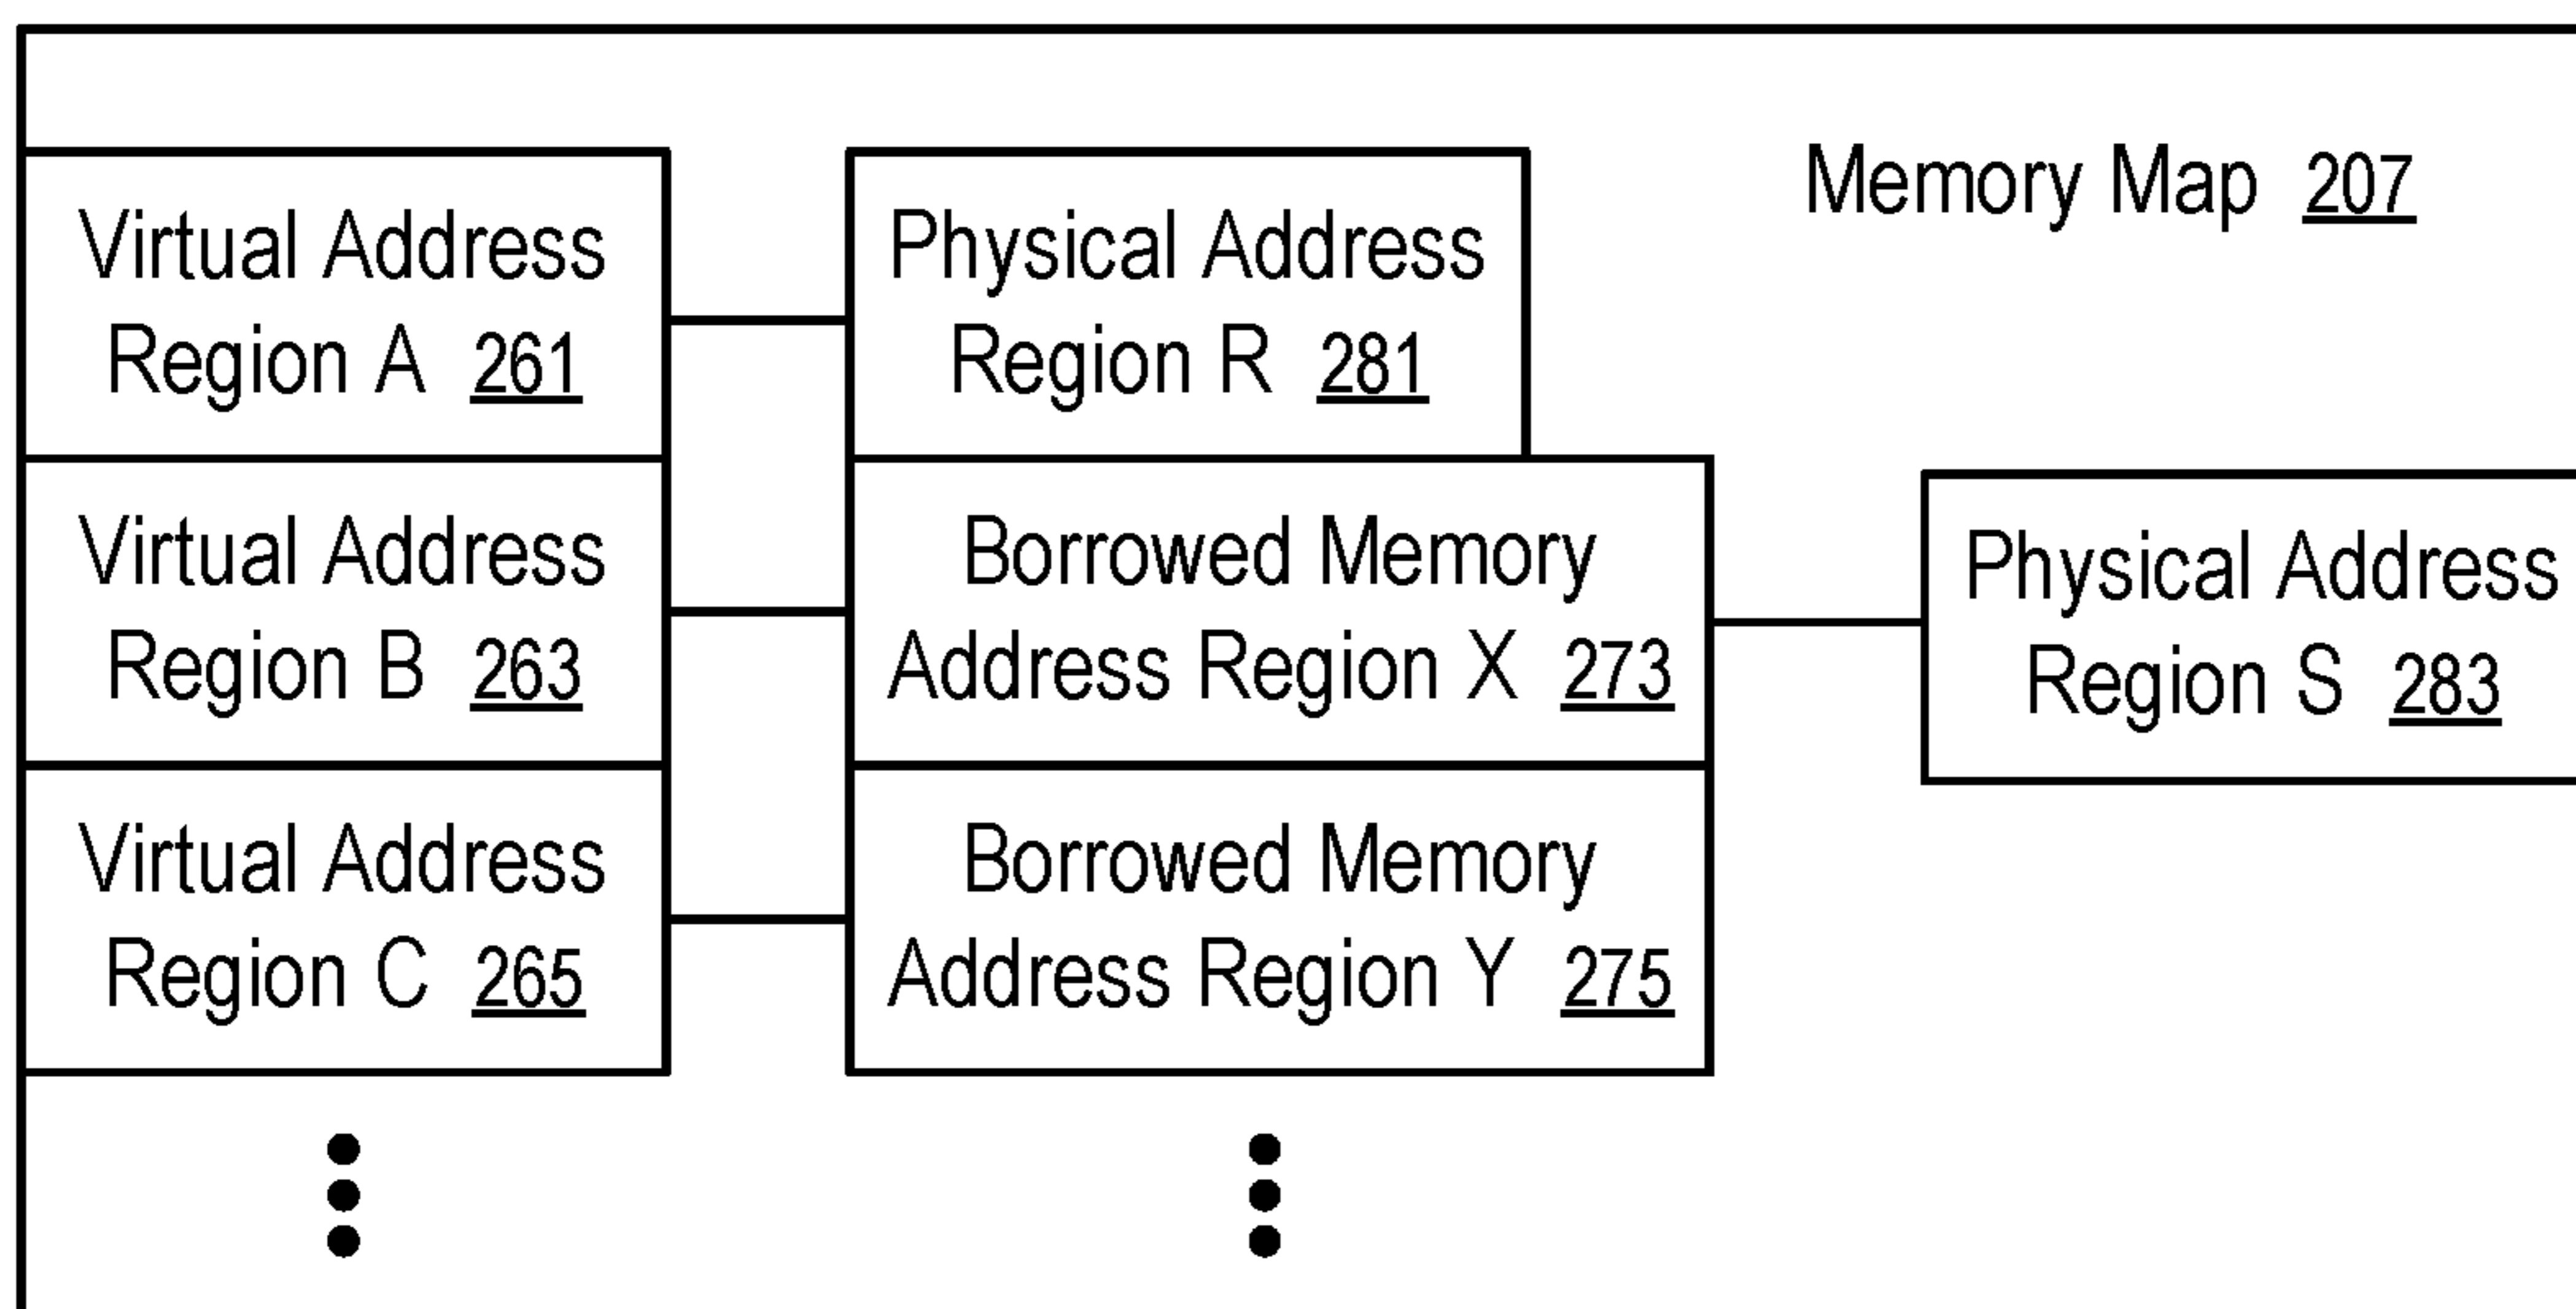 Memory Map 207
Virtual Address
Region A 261
Physical Address
Region R 281
Virtual Address
Region B 263
Borrowed Memory
Address Region X 273
Physical Address
Region S 283
Virtual Address
Region C 265
Borrowed Memory
Address Region Y 275